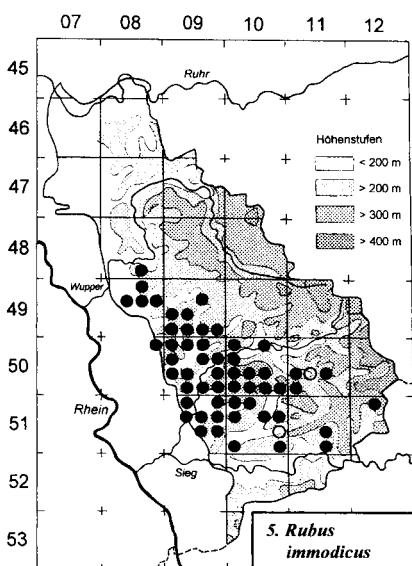 07 08 09 10 11 12
45
Ruhr
46
Höhenstufen
< 200 m
> 200 m
> 300 m
> 400 m
47
48
Wupper
49
50
Rhein
51
Sieg
52
5. Rubus
immodicus
53